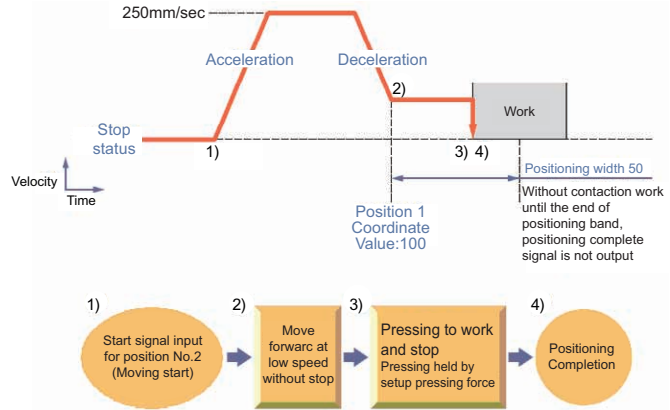 250mm/sec
Acceleration
Deceleration
2)
Work
Stop
status
1)
3) 4)
Velocity
Time
Positioning width 50
Position 1
Coordinate
Value:100
Without contaction work
until the end of
positioning band,
positioning complete
signal is not output
1)
Start signal input
for position No.2
(Moving start)
2)
Move
forwarc at
low speed
without stop
3)
Pressing to work
and stop
Pressing held by
setup pressing force
4)
Positioning
Completion